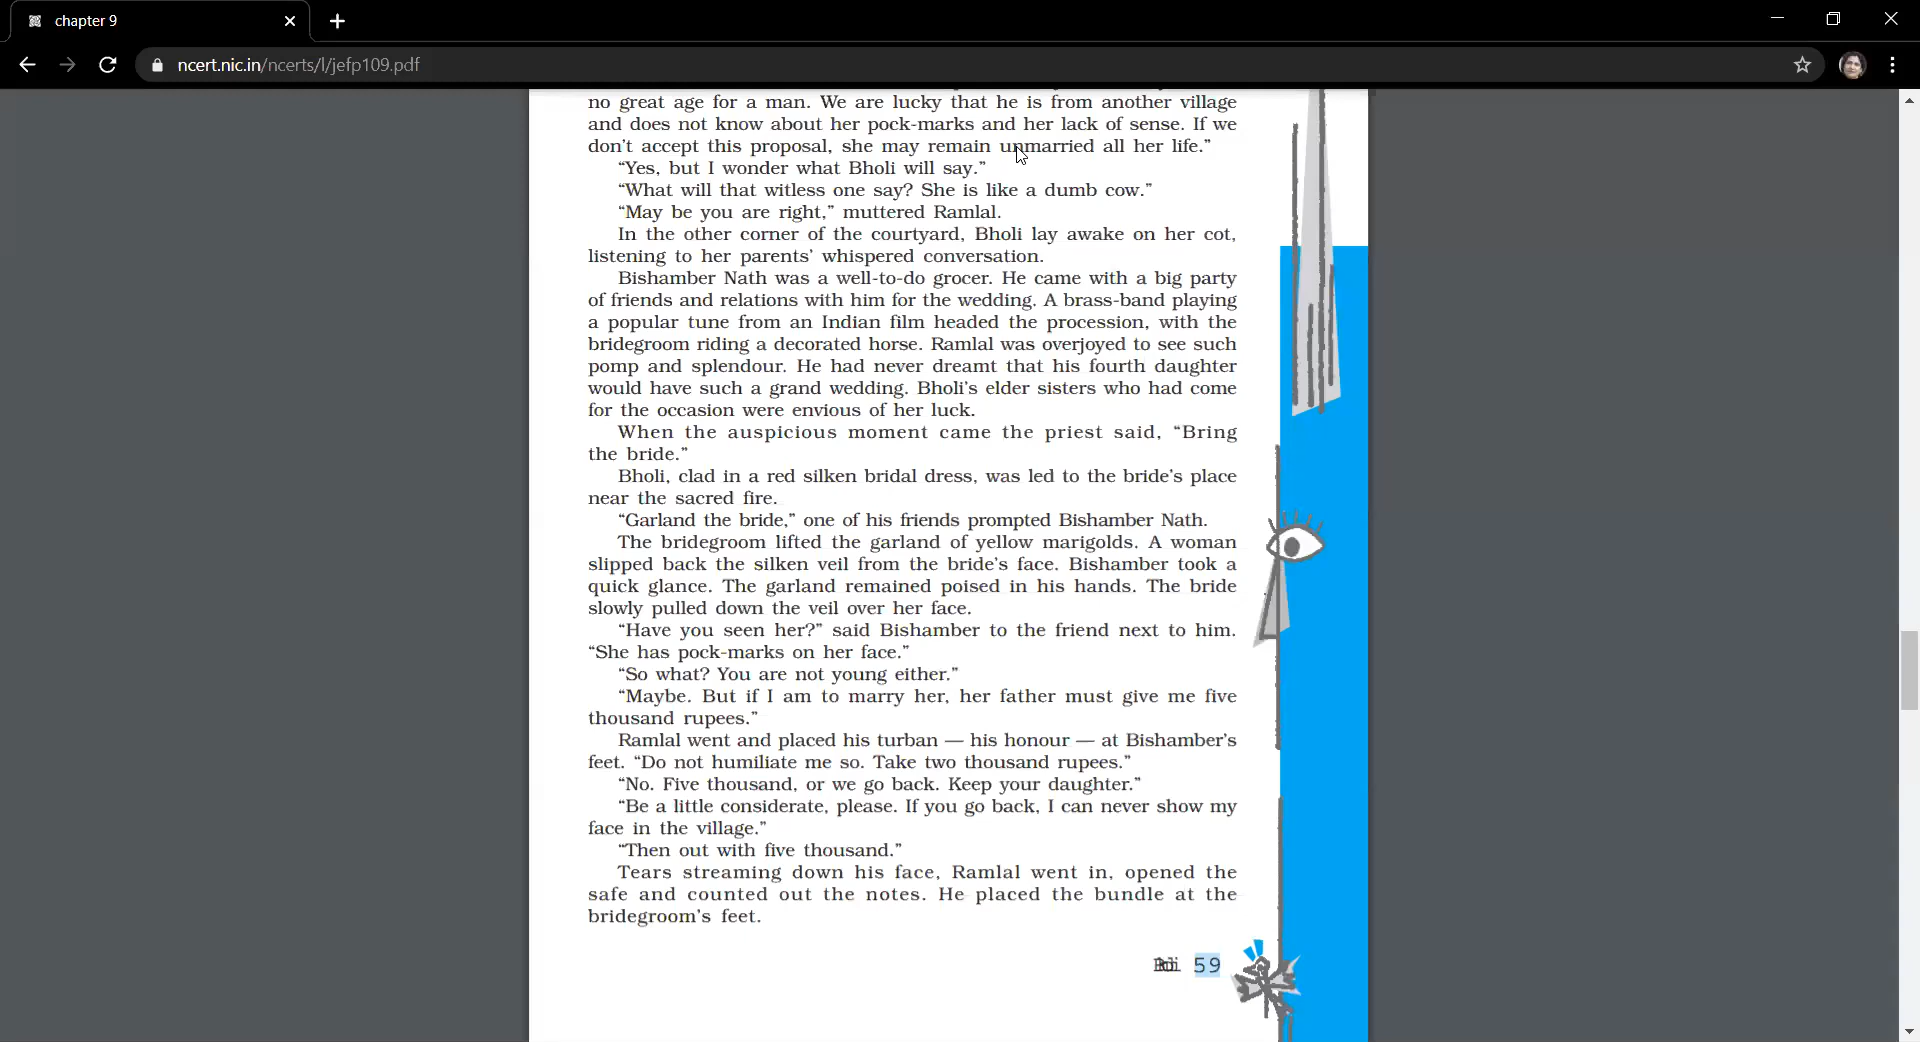 chapter 9
ncert.nic.in/ncerts/l/jefp109.pdf
no great age for a man. We are lucky that he is from another village
and does not know about her pock-marks and her lack of sense. If we
don’t accept this proposal, she may remain unmarried all her life.”
“Yes, but I wonder what Bholi will say.”
“What will that witless one say? She is like a dumb cow.”
“May be you are right,” muttered Ramlal.
In the other corner of the courtyard, Bholi lay awake on her cot,
listening to her parents’ whispered conversation.
Bishamber Nath was a well-to-do grocer. He came with a big party
of friends and relations with him for the wedding. A brass-band playing
a popular tune from an Indian film headed the procession, with the
bridegroom riding a decorated horse. Ramlal was overjoyed to see such
pomp and splendour. He had never dreamt that his fourth daughter
would have such a grand wedding. Bholi’s elder sisters who had come
for the occasion were envious of her luck.
When the auspicious moment came the priest said, “Bring
the bride.”
Bholi, clad in a red silken bridal dress, was led to the bride’s place
near the sacred fire.
“Garland the bride,” one of his friends prompted Bishamber Nath.
The bridegroom lifted the garland of yellow marigolds. A woman
slipped back the silken veil from the bride’s face. Bishamber took a
quick glance. The garland remained poised in his hands. The bride
slowly pulled down the veil over her face.
“Have you seen her?” said Bishamber to the friend next to him.
“She has pock-marks on her face.”
“So what? You are not young either.”
“Maybe. But if I am to marry her, her father must give me five
thousand rupees.”
Ramlal went and placed his turban — his honour — at Bishamber’s
feet. “Do not humiliate me so. Take two thousand rupees.”
“No. Five thousand, or we go back. Keep your daughter.”
“Be a little considerate, please. If you go back, I can never show my
face in the village.”
“Then out with five thousand.”
Tears streaming down his face, Ramlal went in, opened the
safe and counted out the notes. He placed the bundle at the
bridegroom’s feet.
59